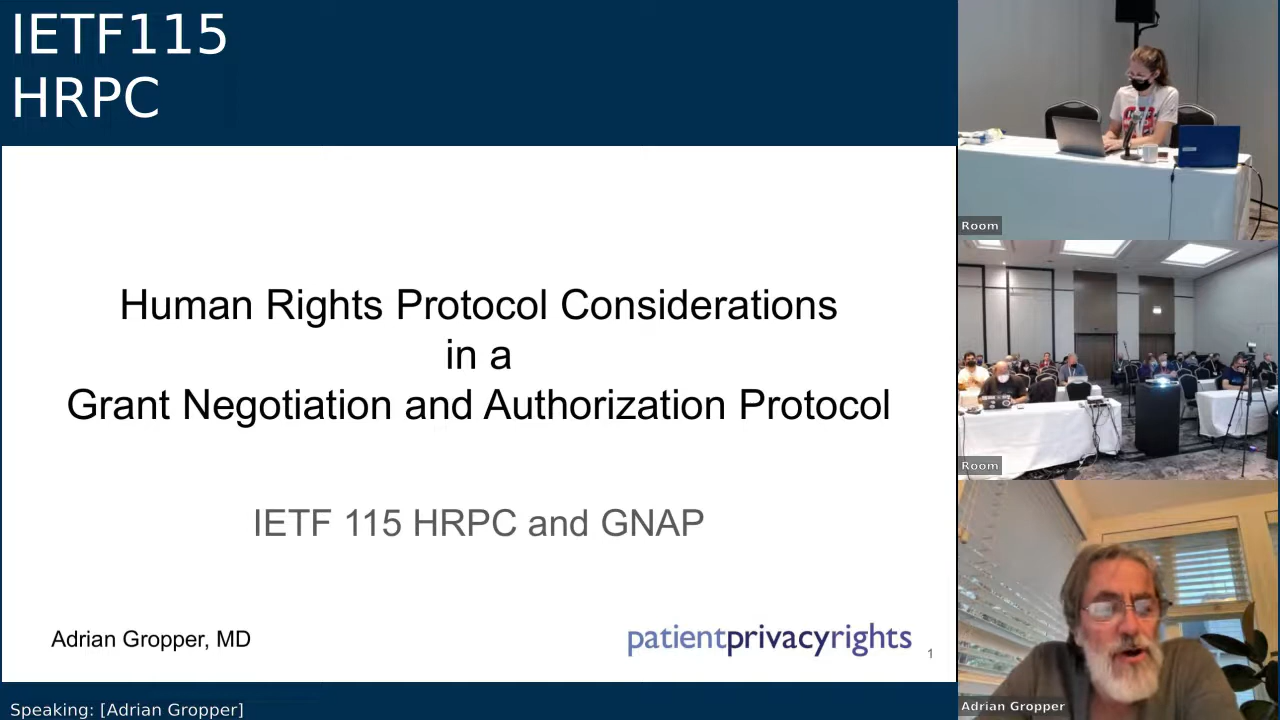 IETF115
HRPC
Human Rights Protocol Considerations
in a
Grant Negotiation and Authorization Protocol
IETF 115 HRPC and GNAP
Adrian Gropper, MD
patientprivacyrights
1
Speaking: [Adrian Gropper]
Room
Room
Adrian Gropper